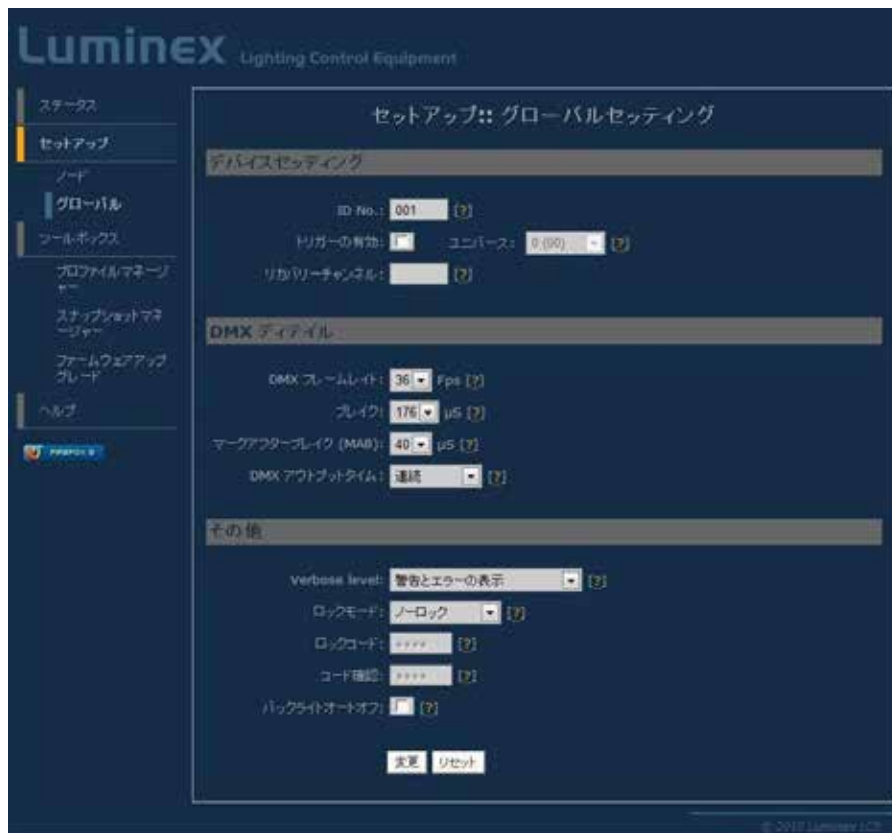 Luminex Lighting Control Equipment
ステータス
セットアップ
ノード
グローバル
ツールボックス
プロファイルマネージ
ャー
スナップショットマネ
ージャー
ファームウェアアップ
グレード
ヘルプ
セットアップ:: グローバルセッティング
デバイスセッティング
ID No.: 001 [?]
トリガーの有効: ユニバース: 0 (00) [?]
リカバリーチャンネル: [?]
DMX ディテイル
DMX フレームレイト: 36 Fps [?]
ブレイク: 176 µS [?]
マークアフターブレイク (MAB): 40 µS [?]
DMX アウトプットタイム: 連続 [?]
その他
Verbose level: 警告とエラーの表示 [?]
ロックモード: ノーロック [?]
ロックコード: **** [?]
コード確認: **** [?]
バックライトオートオフ: [?]
変更 リセット
© 2010 Luminex LCE